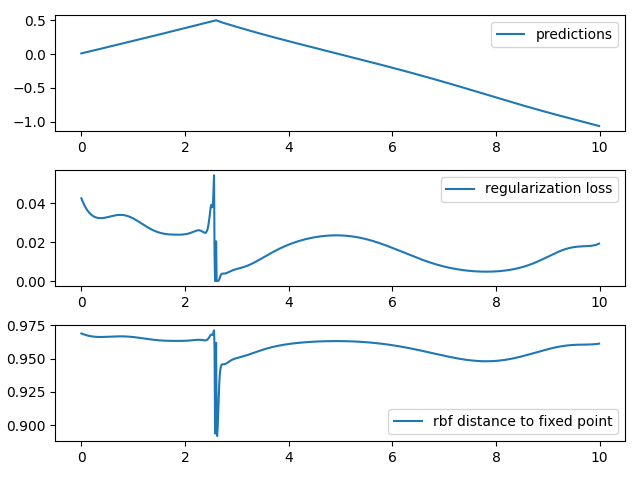 0.5
predictions
0.0
−0.5
−1.0
0 2 4 6 8 10
regularization loss
0.04
0.02
0.00
0 2 4 6 8 10
0.975
0.950
0.925
0.900
rbf distance to fixed point
0 2 4 6 8 10